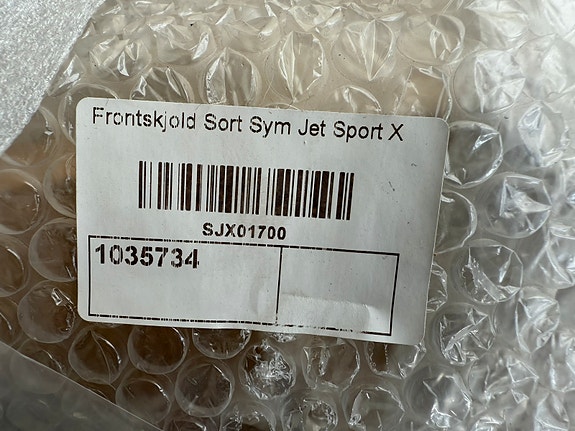 Frontskjold Sort Sym Jet Sport X
SJX01700
1035734